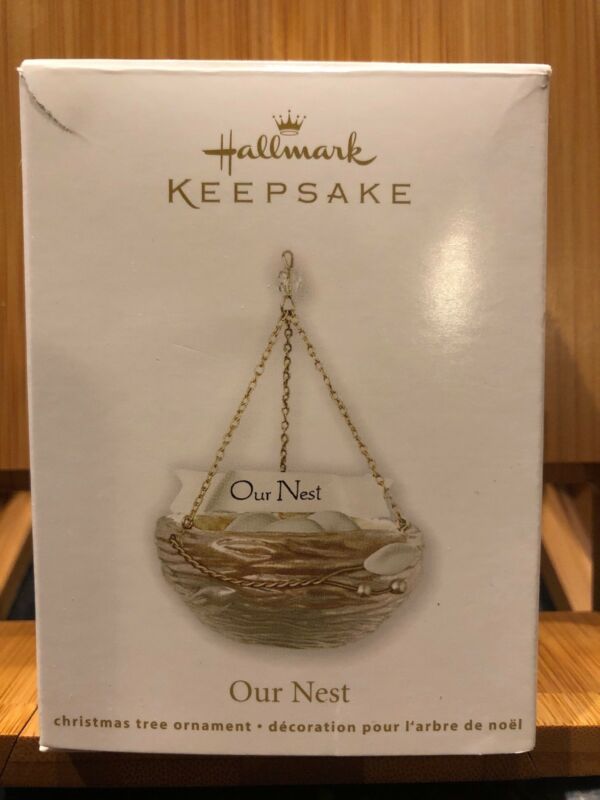 Hallmark
KEEPSAKE
Our Nest
Our Nest
christmas tree ornament • décoration pour l'arbre de noël